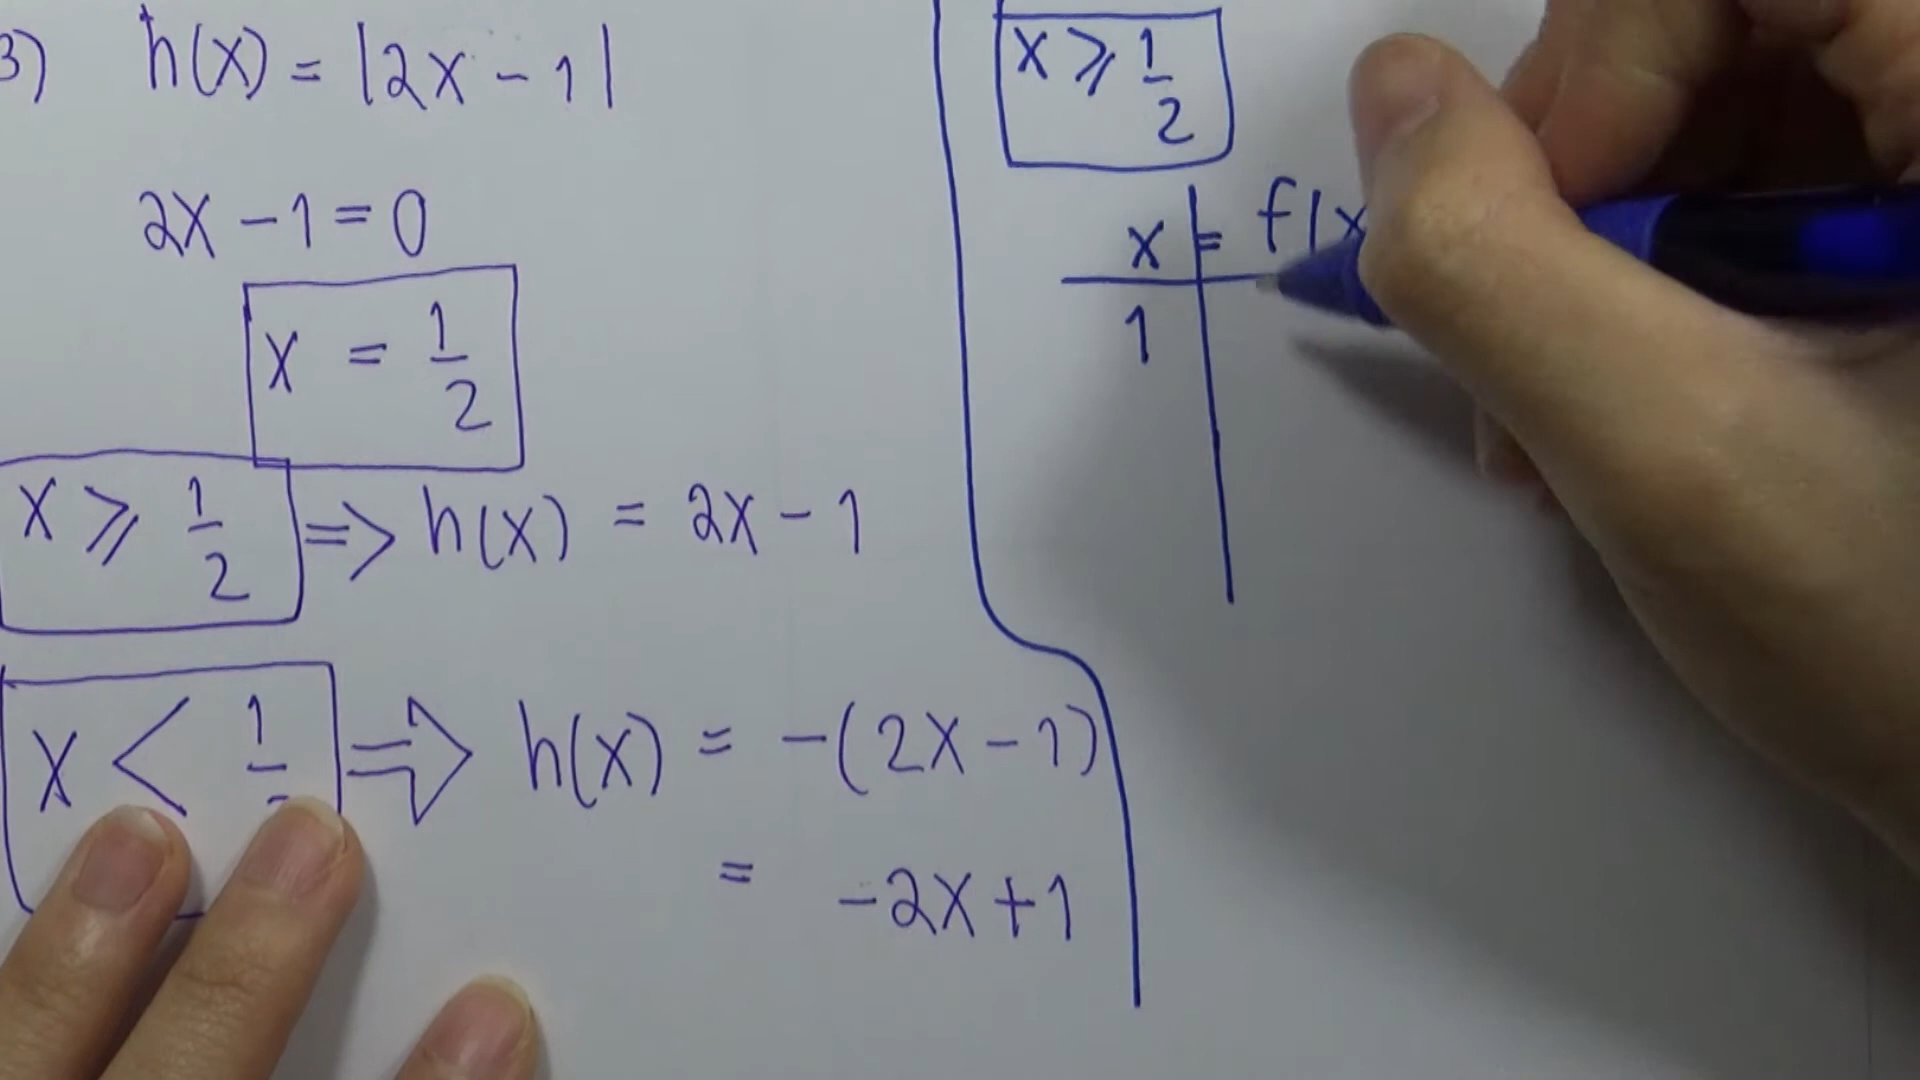 3) h(x) = |2x - 1|
2x - 1 = 0
x = 1/2
x ⩾ 1/2 => h(x) = 2x - 1
x < 1/ => h(x) = -(2x - 1)
= -2x + 1
x ⩾ 1/2
x = f(x
1